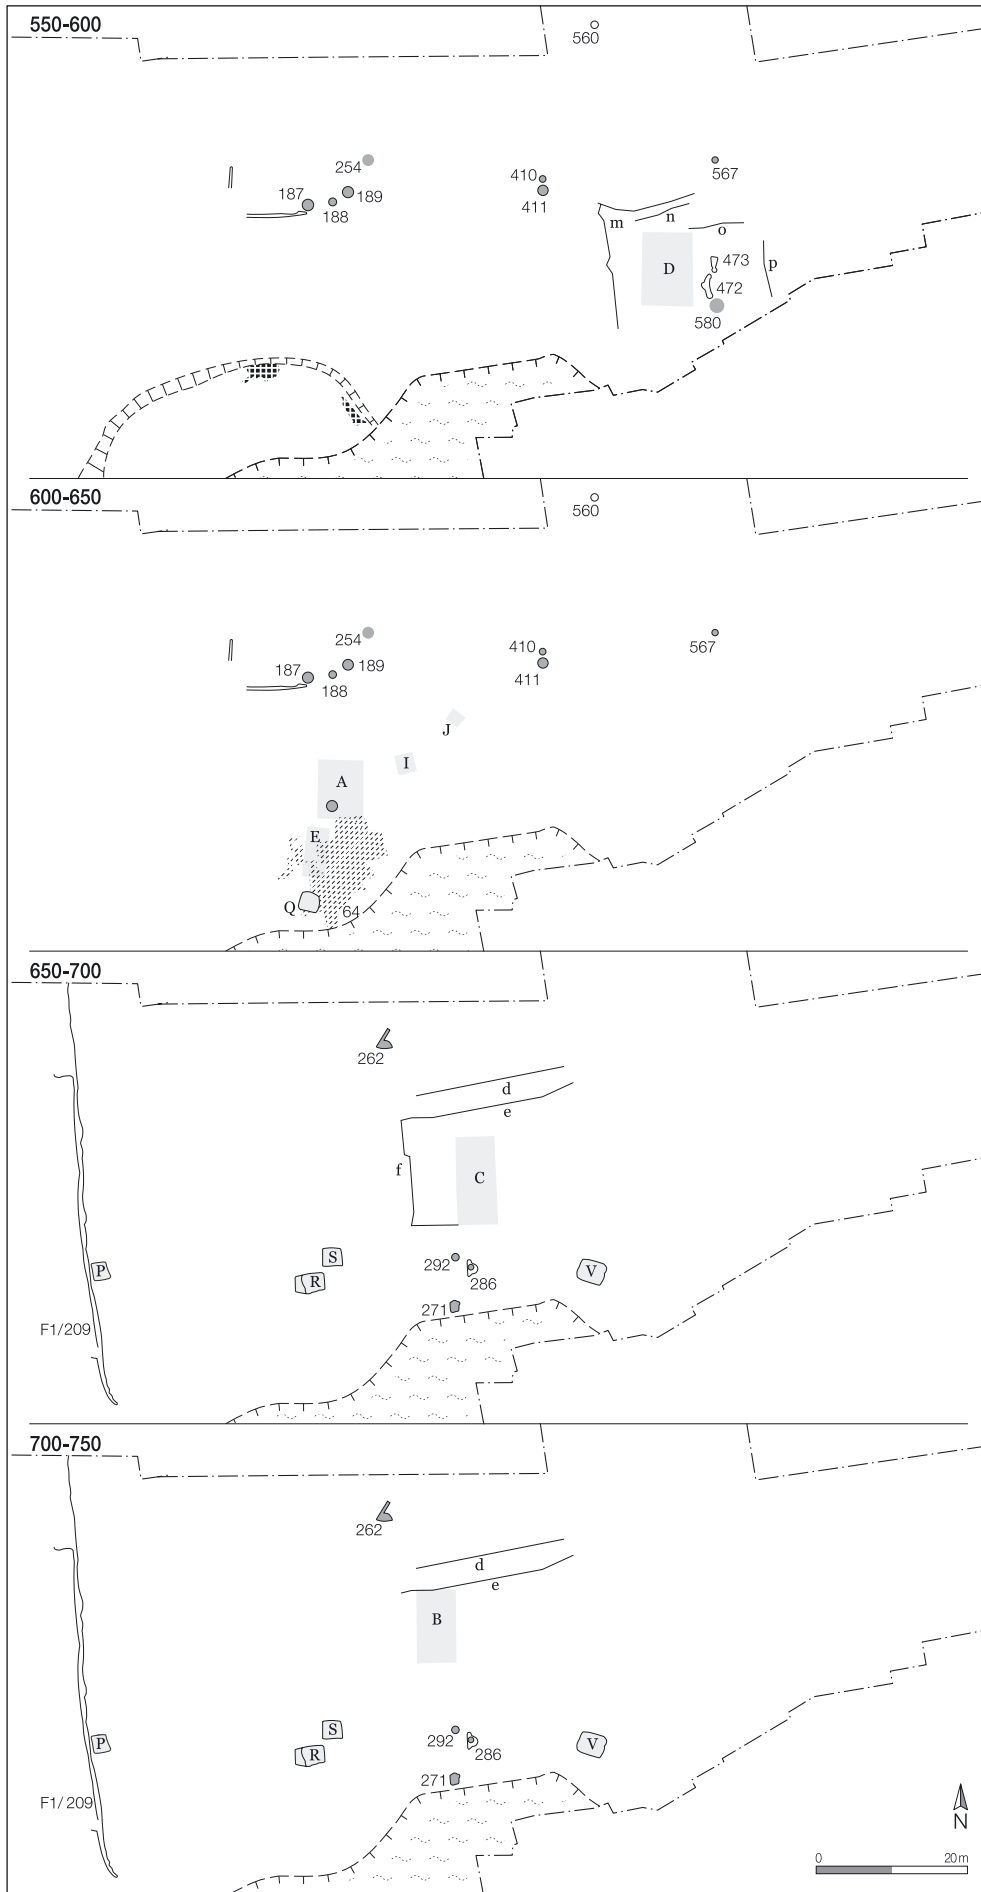 550-600
560
254
187
189
188
410
411
567
m
n
o
D
473
p
472
580
600-650
560
254
187
189
188
410
411
567
J
I
A
E
Q
64
650-700
262
d
e
f
C
S
P
R
292
286
V
271
F1/209
700-750
262
d
e
B
S
P
R
292
286
V
271
F1/209
N
0 20m